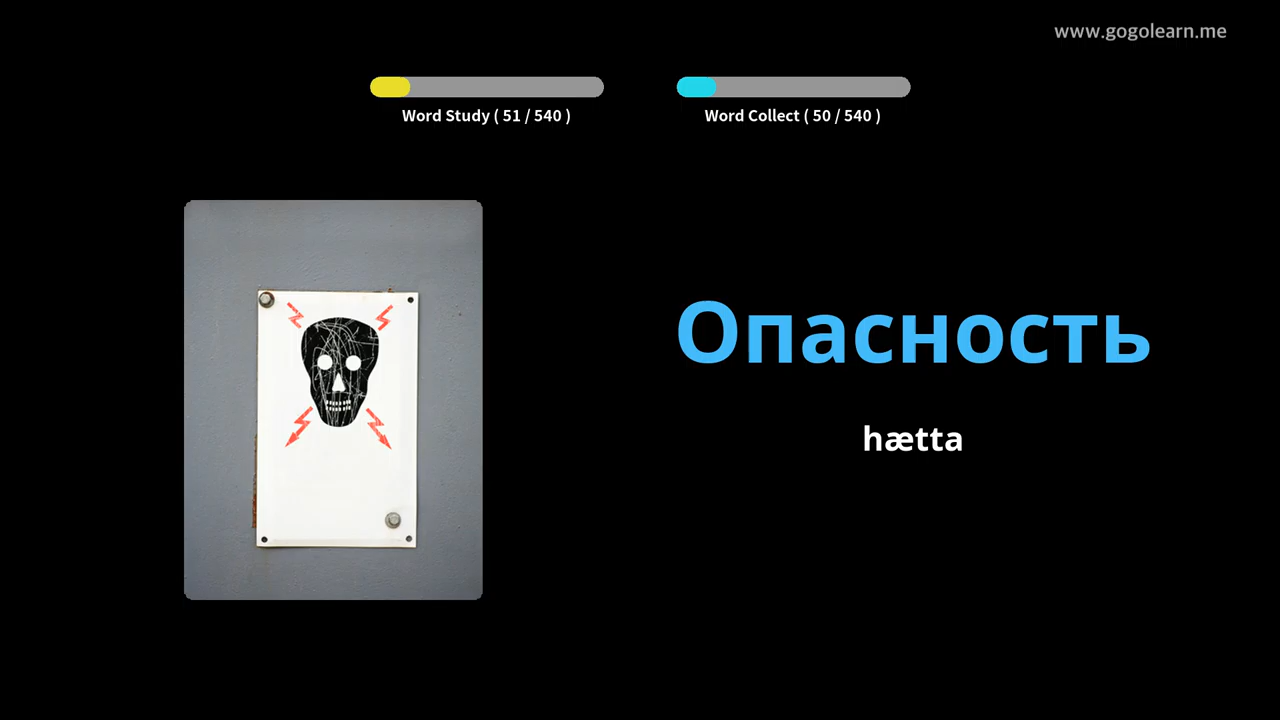 www.gogolearn.me
Word Study ( 51 / 540 )
Word Collect ( 50 / 540 )
Опасность
hætta